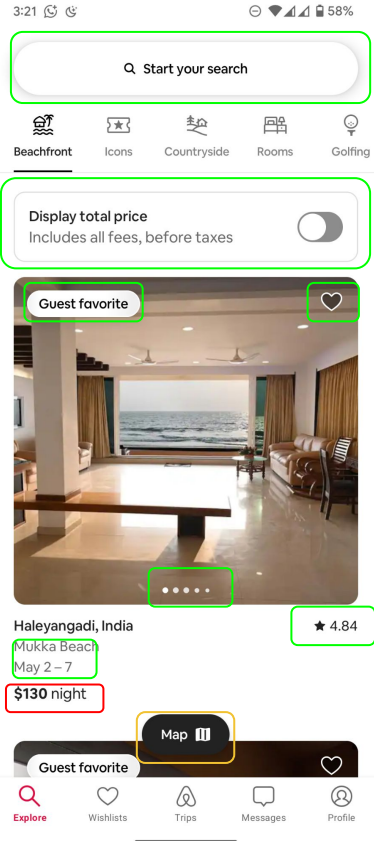 3:21 58%
Start your search
Beachfront Icons Countryside Rooms Golfing
Display total price
Includes all fees, before taxes
Guest favorite
Haleyangadi, India 4.84
Mukka Beach
May 2 – 7
$130 night
Map
Guest favorite
Explore Wishlists Trips Messages Profile